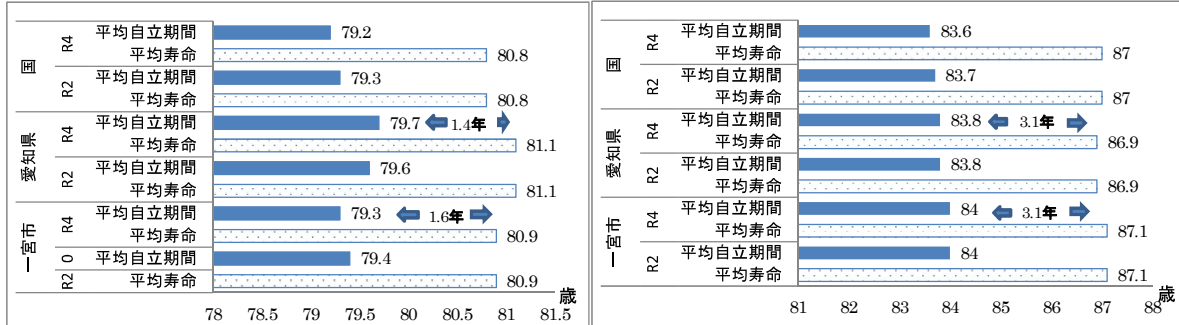 国
R4
平均自立期間 79.2
平均寿命 80.8
R2
平均自立期間 79.3
平均寿命 80.8
愛知県
R4
平均自立期間 79.7 1.4年
平均寿命 81.1
R2
平均自立期間 79.6
平均寿命 81.1
一宮市
R4
平均自立期間 79.3 1.6年
平均寿命 80.9
0
平均自立期間 79.4
R2
平均寿命 80.9
歳
78 78.5 79 79.5 80 80.5 81 81.5
国
R4
平均自立期間 83.6
平均寿命 87
R2
平均自立期間 83.7
平均寿命 87
愛知県
R4
平均自立期間 83.8 3.1年
平均寿命 86.9
R2
平均自立期間 83.8
平均寿命 86.9
一宮市
R4
平均自立期間 84 3.1年
平均寿命 87.1
R2
平均自立期間 84
平均寿命 87.1
81 82 83 84 85 86 87 88 歳